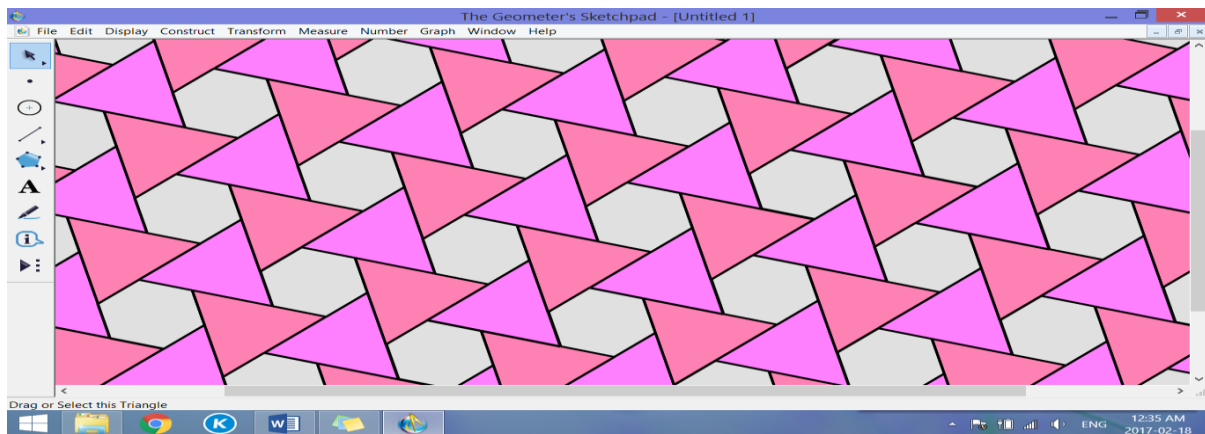 The Geometer's Sketchpad - [Untitled 1]
File Edit Display Construct Transform Measure Number Graph Window Help
A
i
Drag or Select this Triangle
K
W
ENG
12:35 AM
2017-02-18